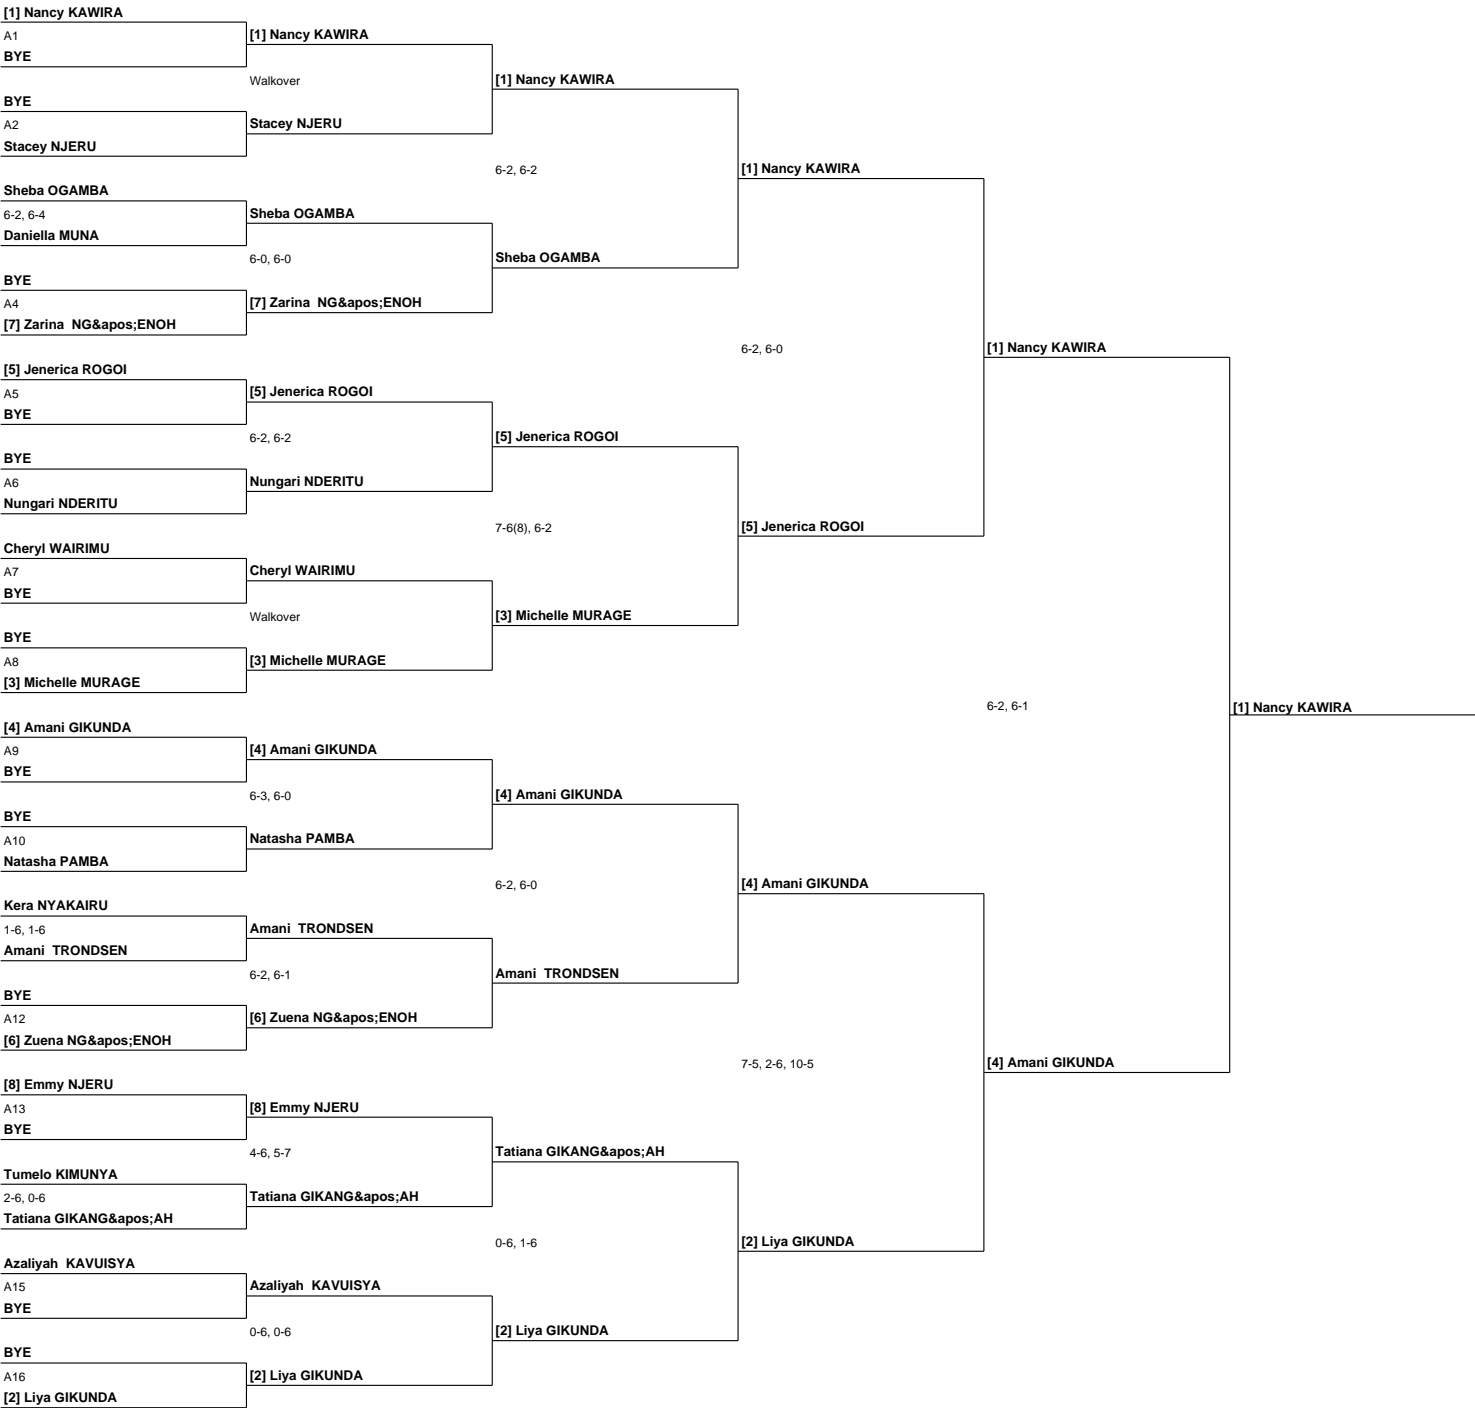 [1] Nancy KAWIRA
A1
BYE
BYE
A2
Stacey NJERU
Sheba OGAMBA
6-2, 6-4
Daniella MUNA
BYE
A4
[7] Zarina  NG&apos;ENOH
[5] Jenerica ROGOI
A5
BYE
BYE
A6
Nungari NDERITU
Cheryl WAIRIMU
A7
BYE
BYE
A8
[3] Michelle MURAGE
[4] Amani GIKUNDA
A9
BYE
BYE
A10
Natasha PAMBA
Kera NYAKAIRU
1-6, 1-6
Amani  TRONDSEN
BYE
A12
[6] Zuena NG&apos;ENOH
[8] Emmy NJERU
A13
BYE
Tumelo KIMUNYA
2-6, 0-6
Tatiana GIKANG&apos;AH
Azaliyah  KAVUISYA
A15
BYE
BYE
A16
[2] Liya GIKUNDA
[1] Nancy KAWIRA
Walkover
Stacey NJERU
Sheba OGAMBA
6-0, 6-0
[7] Zarina  NG&apos;ENOH
[5] Jenerica ROGOI
6-2, 6-2
Nungari NDERITU
Cheryl WAIRIMU
Walkover
[3] Michelle MURAGE
[4] Amani GIKUNDA
6-3, 6-0
Natasha PAMBA
Amani  TRONDSEN
6-2, 6-1
[6] Zuena NG&apos;ENOH
[8] Emmy NJERU
4-6, 5-7
Tatiana GIKANG&apos;AH
Azaliyah  KAVUISYA
0-6, 0-6
[2] Liya GIKUNDA
[1] Nancy KAWIRA
6-2, 6-2
Sheba OGAMBA
[5] Jenerica ROGOI
7-6(8), 6-2
[3] Michelle MURAGE
[4] Amani GIKUNDA
6-2, 6-0
Amani  TRONDSEN
Tatiana GIKANG&apos;AH
0-6, 1-6
[2] Liya GIKUNDA
[1] Nancy KAWIRA
6-2, 6-0
[5] Jenerica ROGOI
[4] Amani GIKUNDA
7-5, 2-6, 10-5
[2] Liya GIKUNDA
[1] Nancy KAWIRA
6-2, 6-1
[4] Amani GIKUNDA
[1] Nancy KAWIRA